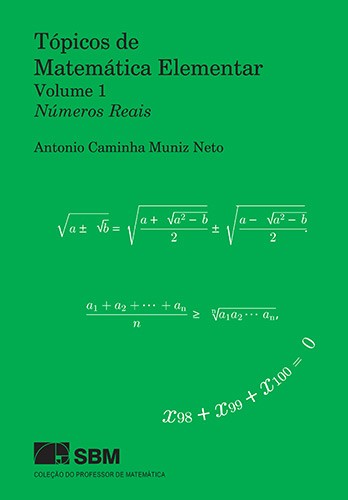 Tópicos de
Matemática Elementar
Volume 1
Números Reais
Antonio Caminha Muniz Neto
√(a ± √b) = √((a + √(a² − b))/2) ± √((a − √(a² − b))/2).
(a₁ + a₂ + ⋯ + aₙ)/n ≥ ⁿ√(a₁a₂ ⋯ aₙ),
x₉₈ + x₉₉ + x₁₀₀ = 0
SBM
COLEÇÃO DO PROFESSOR DE MATEMÁTICA